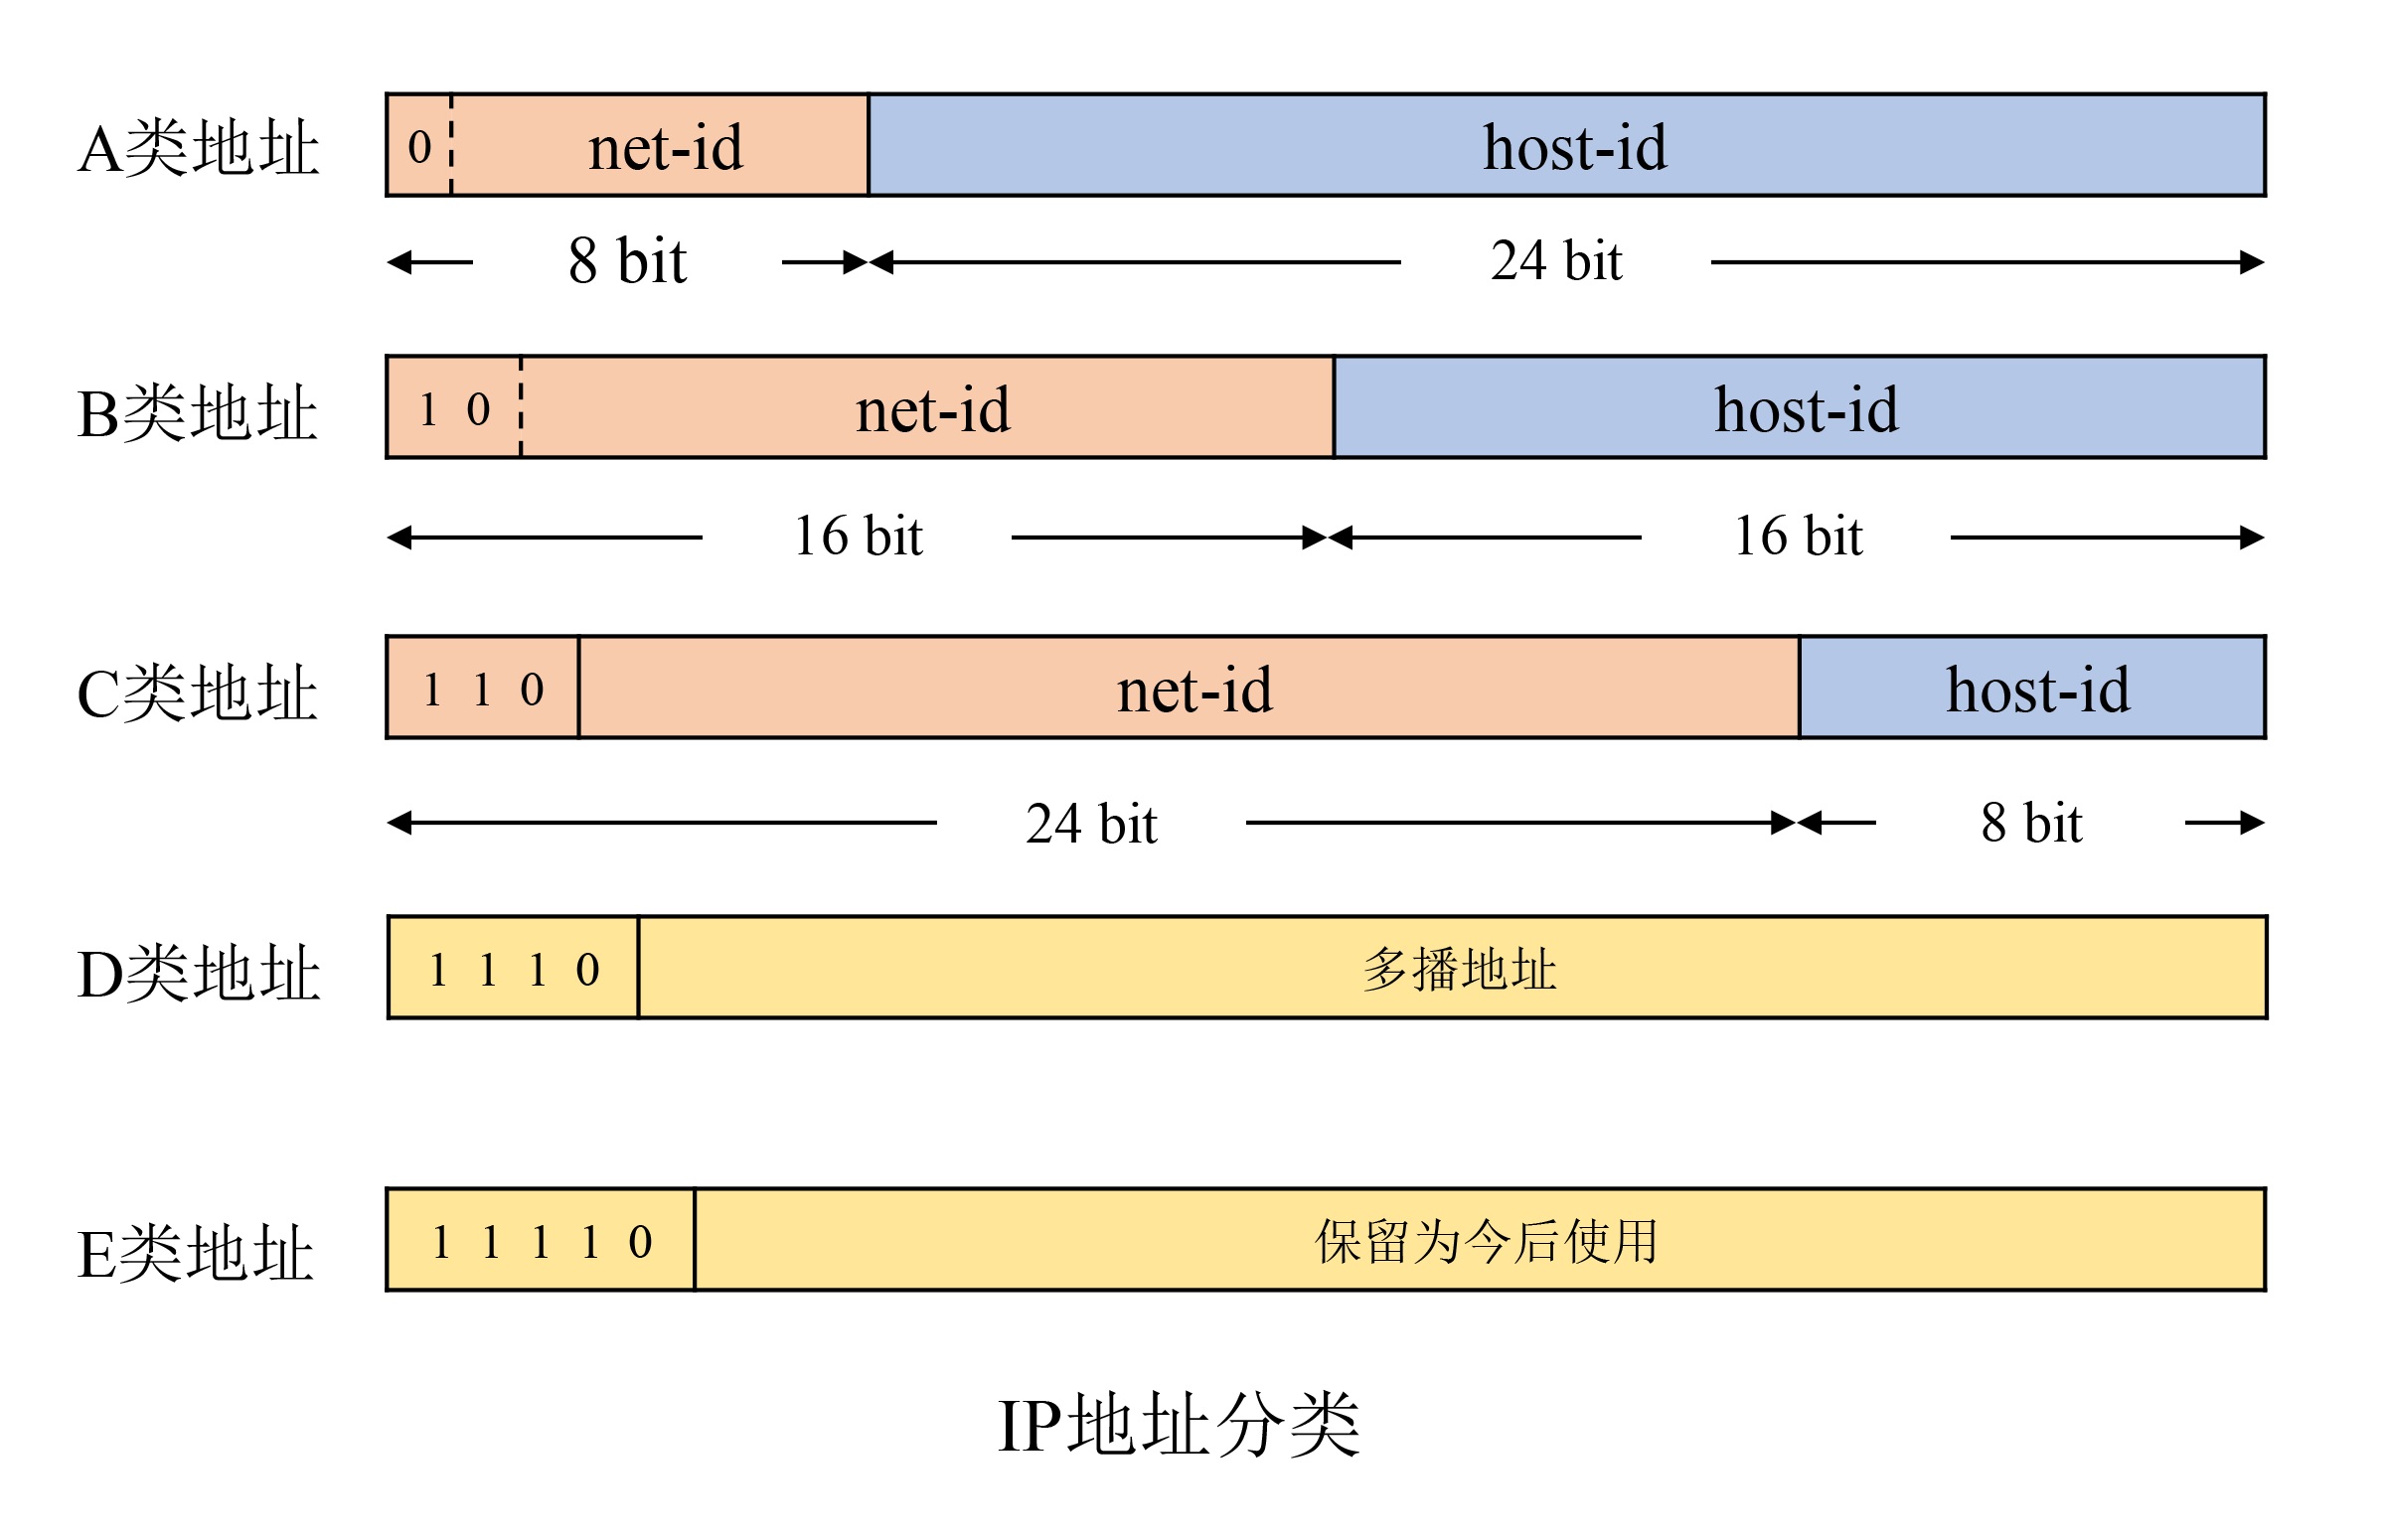 A类地址 0 net-id host-id
8 bit 24 bit
B类地址 1 0 net-id host-id
16 bit 16 bit
C类地址 1 1 0 net-id host-id
24 bit 8 bit
D类地址 1 1 1 0 多播地址
E类地址 1 1 1 1 0 保留为今后使用
IP地址分类